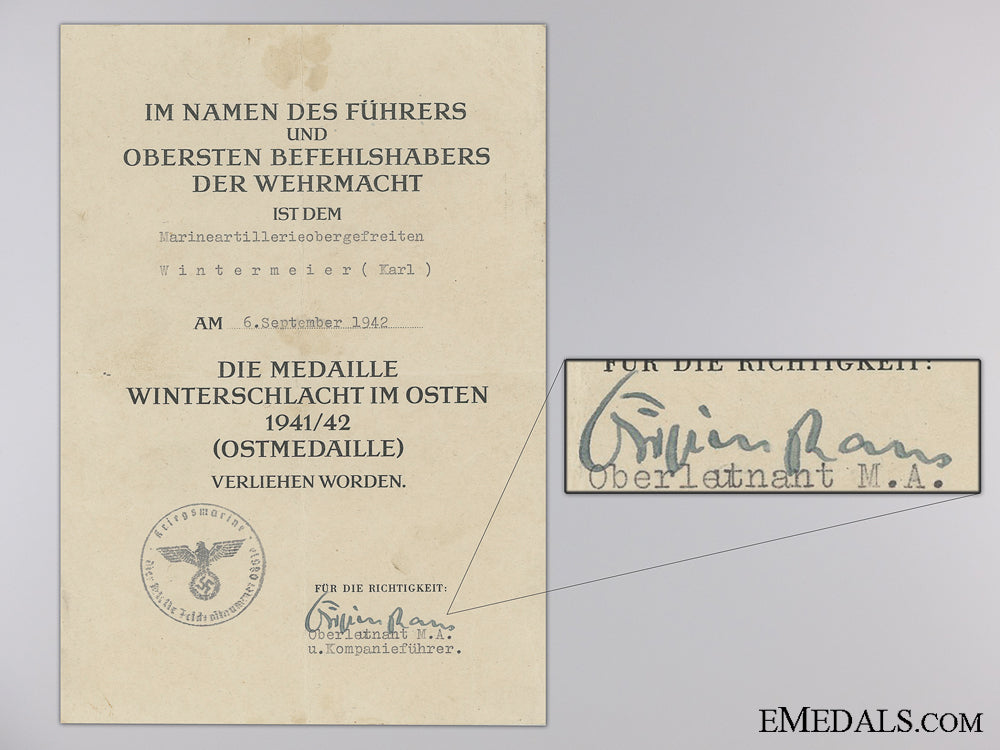 IM NAMEN DES FÜHRERS
UND
OBERSTEN BEFEHLSHABERS
DER WEHRMACHT
IST DEM
Marineartillerieobergefreiten
Wintermeier ( Karl )
AM 6.September 1942
DIE MEDAILLE
WINTERSCHLACHT IM OSTEN
1941/42
(OSTMEDAILLE)
VERLIEHEN WORDEN.
Kriegsmarine
FÜR DIE RICHTIGKEIT:
Oberletnant M.A.
u.Kompanieführer.
FÜR DIE RICHTIGKEIT:
Oberletnant M.A.
EMEDALS.COM